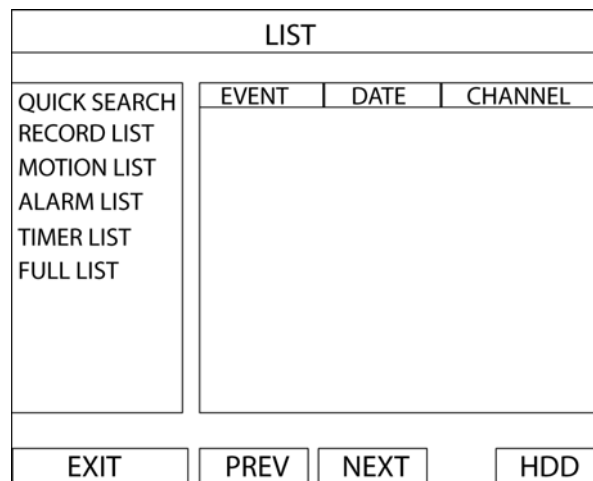 LIST
QUICK SEARCH
RECORD LIST
MOTION LIST
ALARM LIST
TIMER LIST
FULL LIST
EVENT DATE CHANNEL
EXIT PREV NEXT HDD